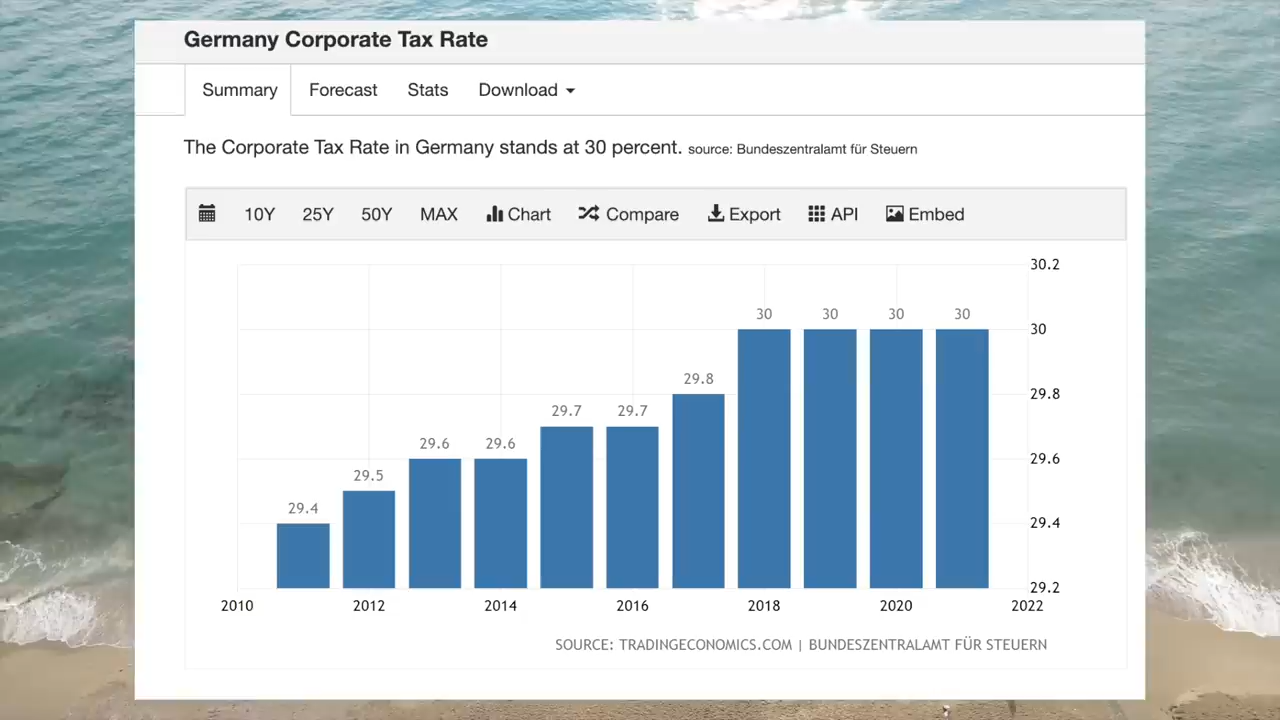 Germany Corporate Tax Rate
Summary Forecast Stats Download
The Corporate Tax Rate in Germany stands at 30 percent. source: Bundeszentralamt für Steuern
10Y 25Y 50Y MAX Chart Compare Export API Embed
30.2
30 30 30 30
30
29.8
29.8
29.7 29.7
29.6 29.6
29.6
29.5
29.4
29.4
29.2
2010 2012 2014 2016 2018 2020 2022
SOURCE: TRADINGECONOMICS.COM | BUNDESZENTRALAMT FÜR STEUERN